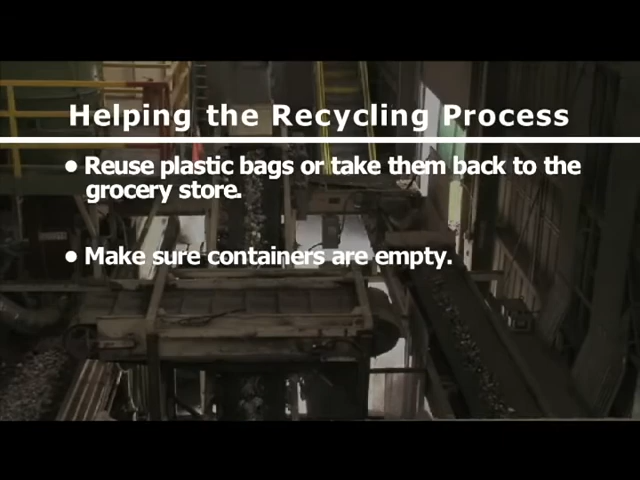 Helping the Recycling Process
• Reuse plastic bags or take them back to the
grocery store.
• Make sure containers are empty.